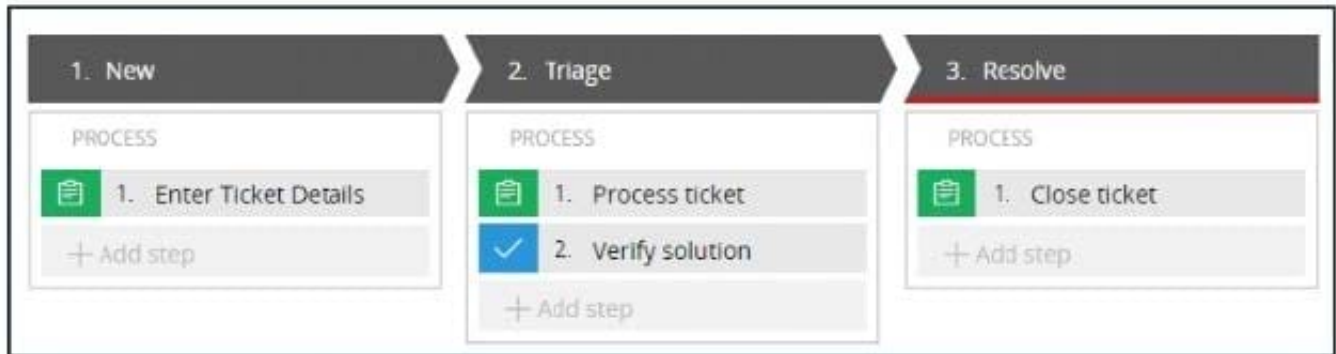 1. New
PROCESS
1. Enter Ticket Details
+ Add step
2. Triage
PROCESS
1. Process ticket
2. Verify solution
+ Add step
3. Resolve
PROCESS
1. Close ticket
+ Add step